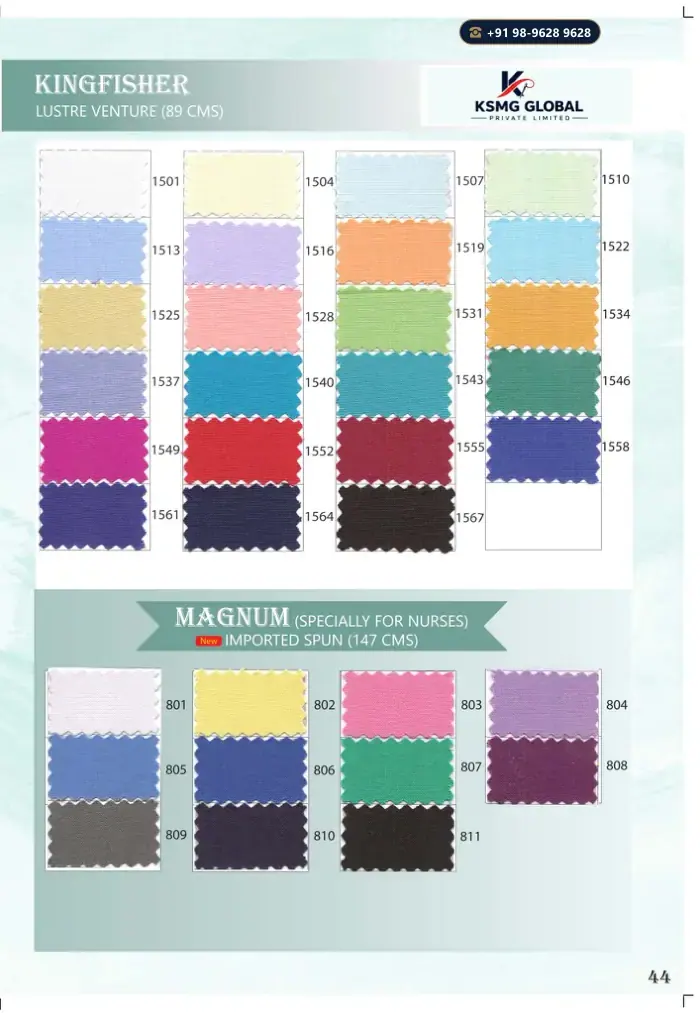 +91 98-9628 9628
KINGFISHER
LUSTRE VENTURE (89 CMS)
KSMG GLOBAL
PRIVATE LIMITED
1501 1504 1507 1510
1513 1516 1519 1522
1525 1528 1531 1534
1537 1540 1543 1546
1549 1552 1555 1558
1561 1564 1567
MAGNUM (SPECIALLY FOR NURSES)
New IMPORTED SPUN (147 CMS)
801 802 803 804
805 806 807 808
809 810 811
44